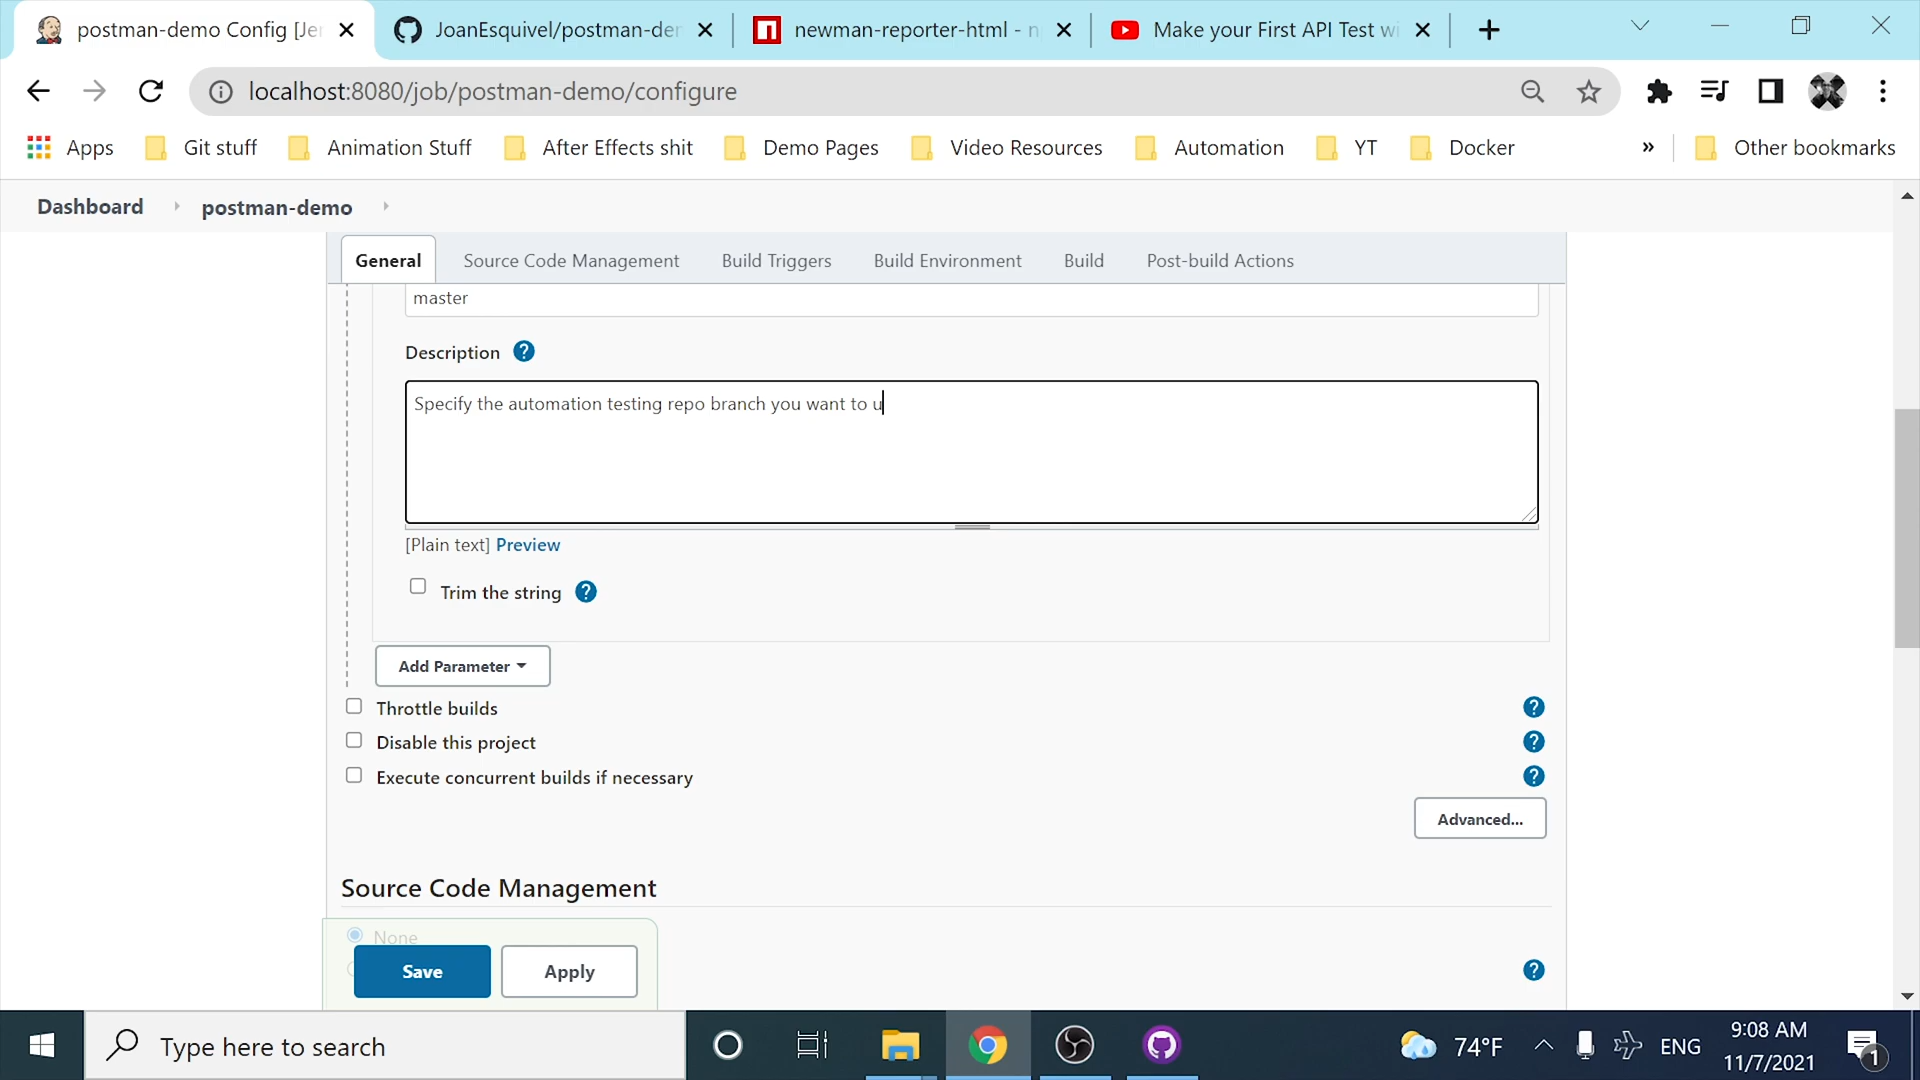 postman-demo Config [Je
JoanEsquivel/postman-de
newman-reporter-html - n
Make your First API Test wi
localhost:8080/job/postman-demo/configure
Apps
Git stuff
Animation Stuff
After Effects shit
Demo Pages
Video Resources
Automation
YT
Docker
»
Other bookmarks
Dashboard
postman-demo
General
Source Code Management
Build Triggers
Build Environment
Build
Post-build Actions
master
Description ?
Specify the automation testing repo branch you want to u
[Plain text] Preview
Trim the string ?
Add Parameter
Throttle builds ?
Disable this project ?
Execute concurrent builds if necessary ?
Advanced...
Source Code Management
None
Save
Apply
?
Type here to search
74°F
ENG
9:08 AM
11/7/2021
1